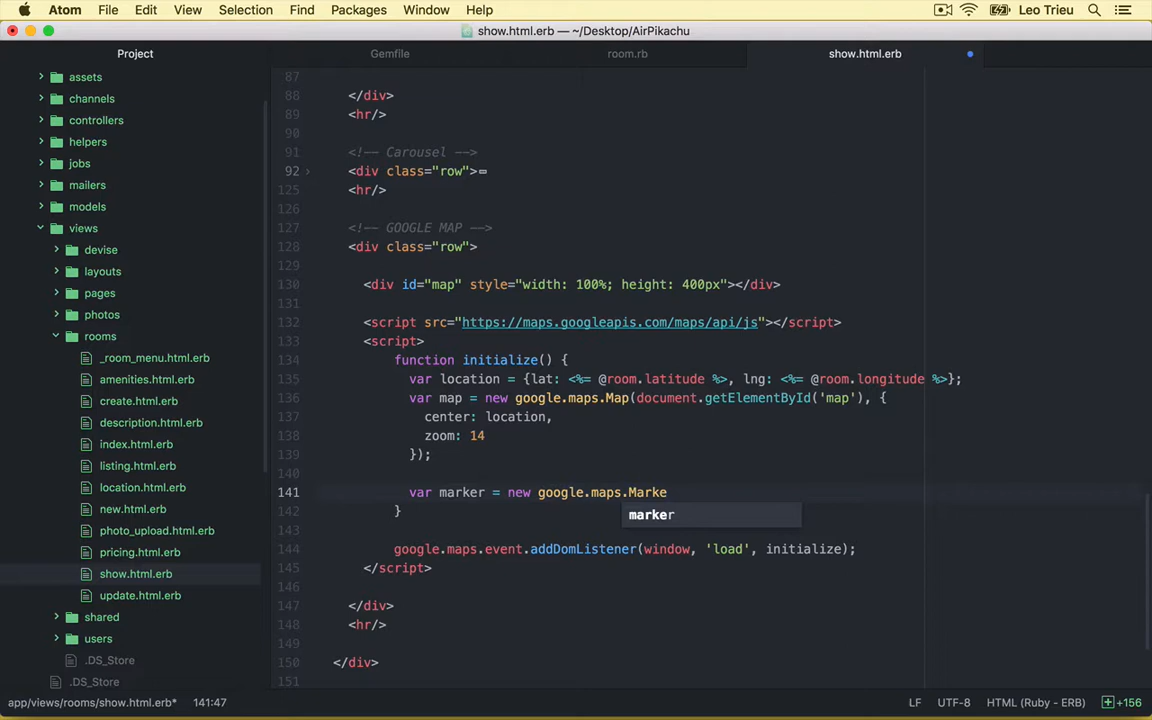 Atom File Edit View Selection Find Packages Window Help Leo Trieu
show.html.erb — ~/Desktop/AirPikachu
Project Gemfile room.rb show.html.erb
assets
channels
controllers
helpers
jobs
mailers
models
views
devise
layouts
pages
photos
rooms
_room_menu.html.erb
amenities.html.erb
create.html.erb
description.html.erb
index.html.erb
listing.html.erb
location.html.erb
new.html.erb
photo_upload.html.erb
pricing.html.erb
show.html.erb
update.html.erb
shared
users
.DS_Store
.DS_Store
87
88 </div>
89 <hr/>
90
91 <!-- Carousel -->
92 <div class="row">
125 <hr/>
126
127 <!-- GOOGLE MAP -->
128 <div class="row">
129
130 <div id="map" style="width: 100%; height: 400px"></div>
131
132 <script src="https://maps.googleapis.com/maps/api/js"></script>
133 <script>
134 function initialize() {
135 var location = {lat: <%= @room.latitude %>, lng: <%= @room.longitude %>};
136 var map = new google.maps.Map(document.getElementById('map'), {
137 center: location,
138 zoom: 14
139 });
140
141 var marker = new google.maps.Marke
marker
142 }
143
144 google.maps.event.addDomListener(window, 'load', initialize);
145 </script>
146
147 </div>
148 <hr/>
149
150 </div>
151
app/views/rooms/show.html.erb* 141:47 LF UTF-8 HTML (Ruby - ERB) +156